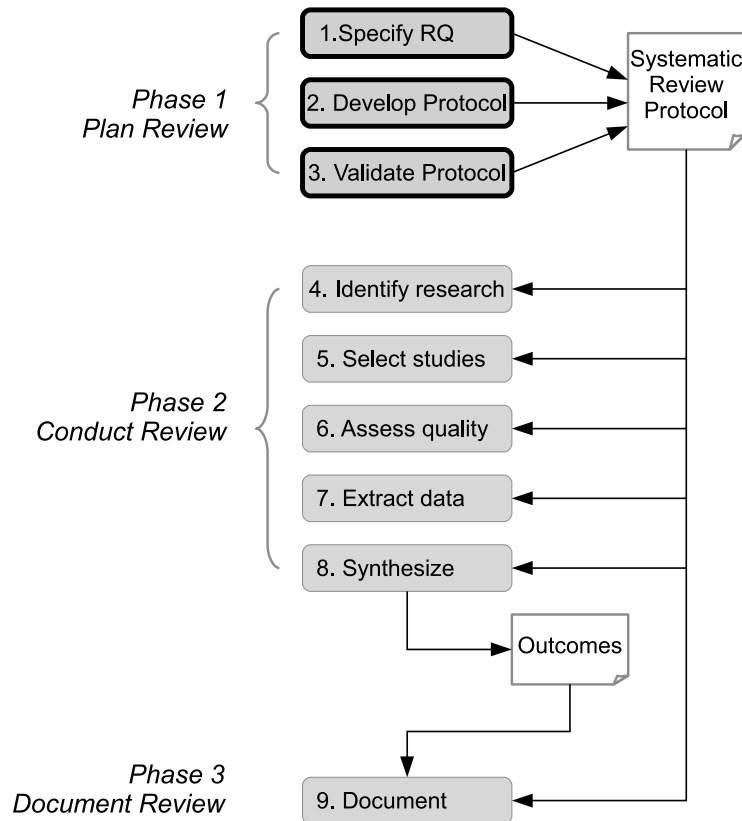 1.Specify RQ
Systematic
Review
Protocol
Phase 1
Plan Review
2. Develop Protocol
3. Validate Protocol
4. Identify research
5. Select studies
Phase 2
Conduct Review
6. Assess quality
7. Extract data
8. Synthesize
Outcomes
Phase 3
Document Review
9. Document